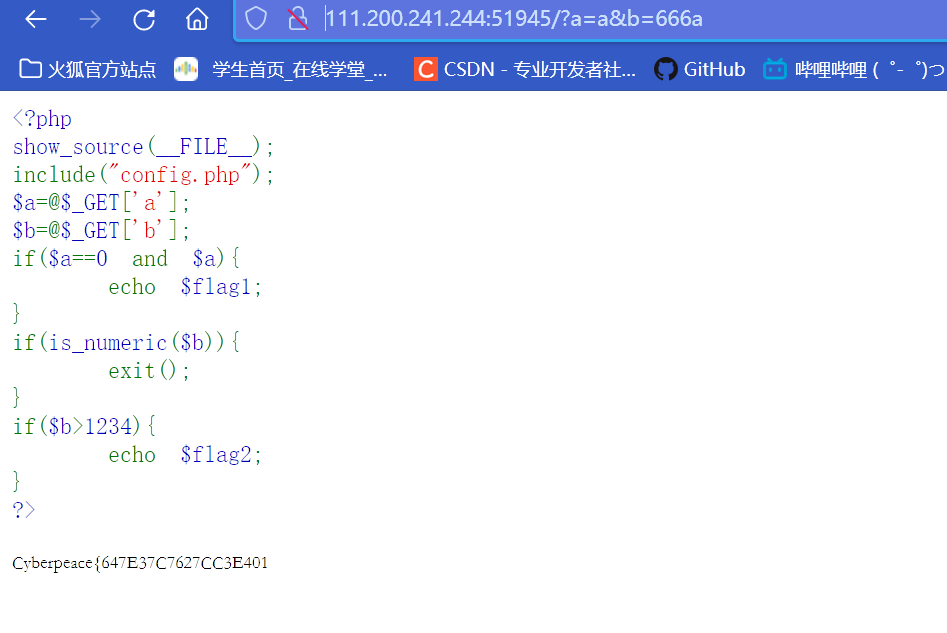 111.200.241.244:51945/?a=a&b=666a
火狐官方站点 学生首页_在线学堂_... CSDN - 专业开发者社... GitHub 哔哩哔哩 ( ゜- ゜)つ
<?php
show_source(__FILE__);
include("config.php");
$a=@$_GET['a'];
$b=@$_GET['b'];
if($a==0 and $a){
echo $flag1;
}
if(is_numeric($b)){
exit();
}
if($b>1234){
echo $flag2;
}
?>
Cyberpeace{647E37C7627CC3E401